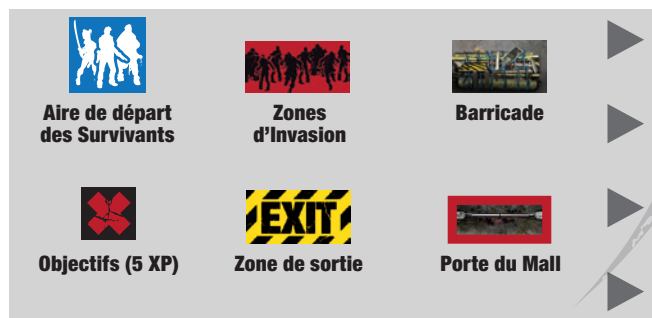 Aire de départ
des Survivants
Zones
d'Invasion
Barricade
Objectifs (5 XP)
EXIT
Zone de sortie
Porte du Mall